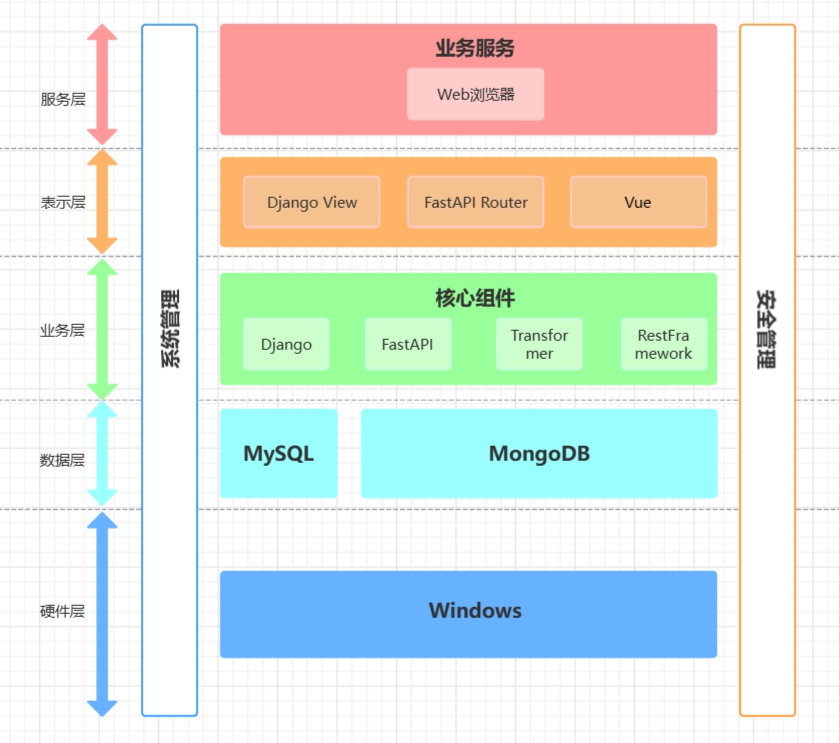 服务层
系统管理
业务服务
Web浏览器
表示层
Django View
FastAPI Router
Vue
业务层
核心组件
Django
FastAPI
Transfor
mer
RestFra
mework
数据层
MySQL
MongoDB
硬件层
Windows
安全管理